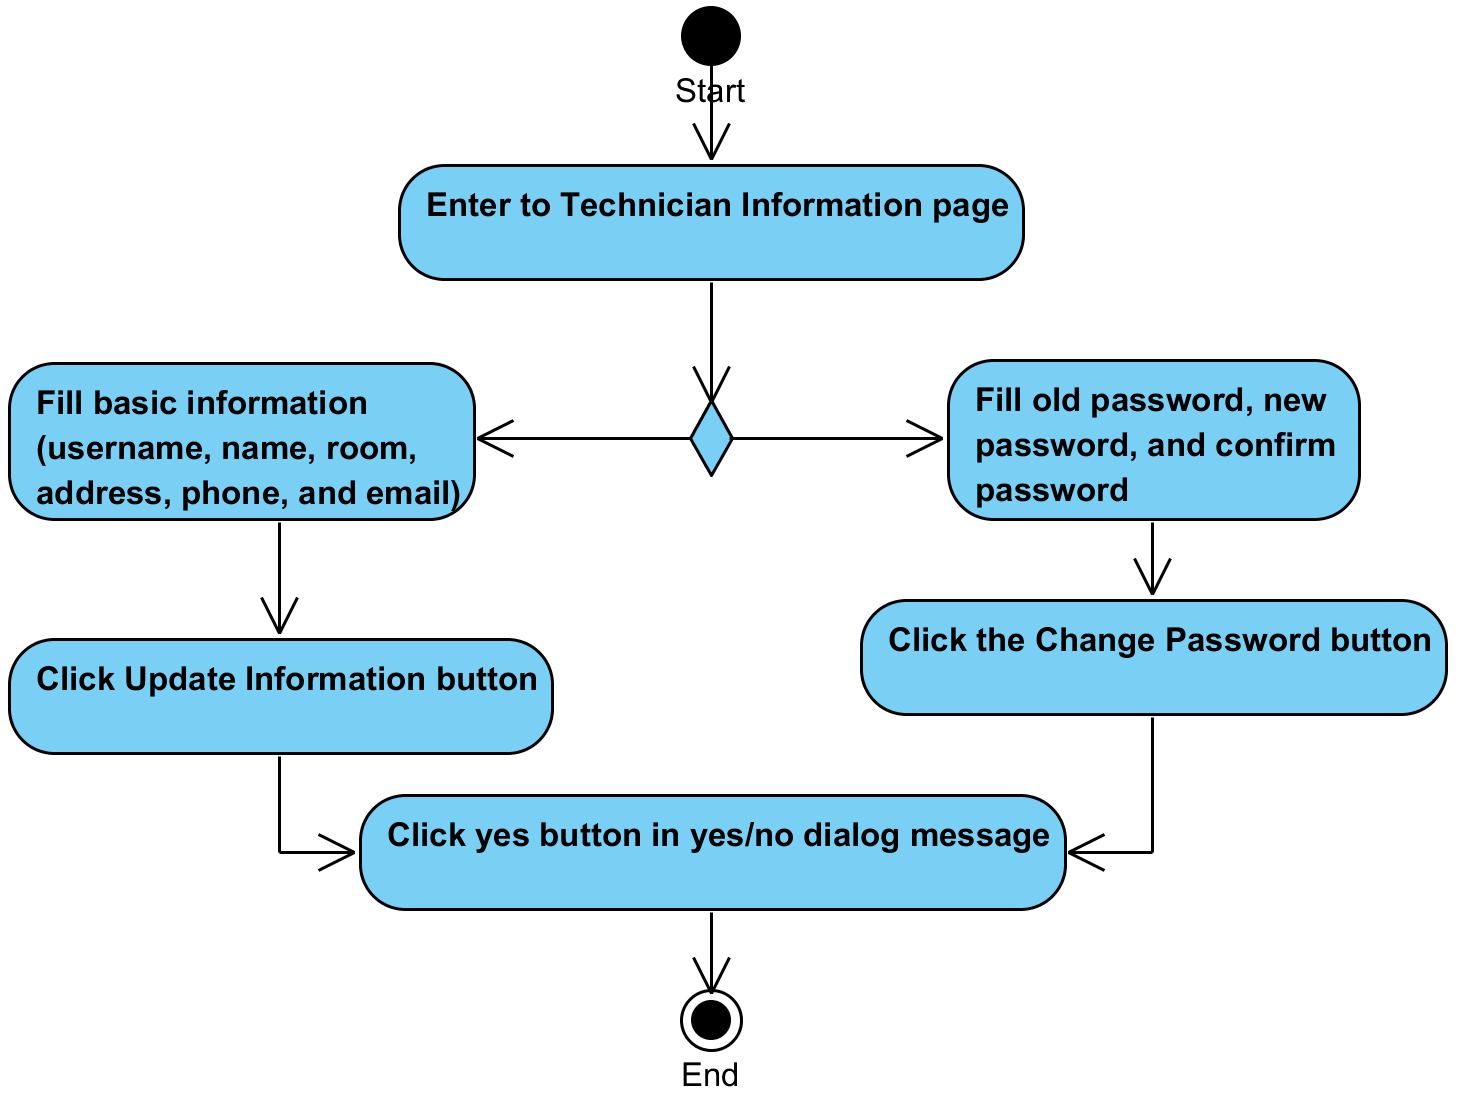 Start
Enter to Technician Information page
Fill basic information
(username, name, room,
address, phone, and email)
Fill old password, new
password, and confirm
password
Click Update Information button
Click the Change Password button
Click yes button in yes/no dialog message
End